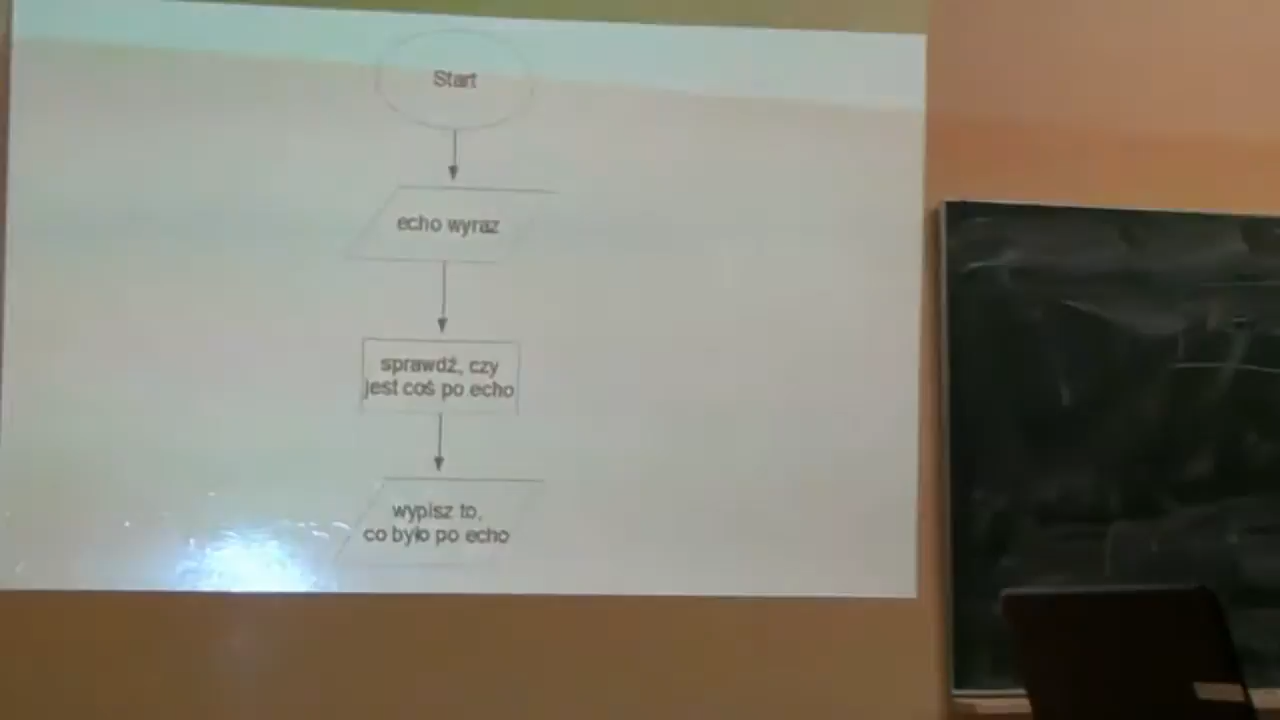 Start
echo wyraz
sprawdź, czy
jest coś po echo
wypisz to,
co było po echo